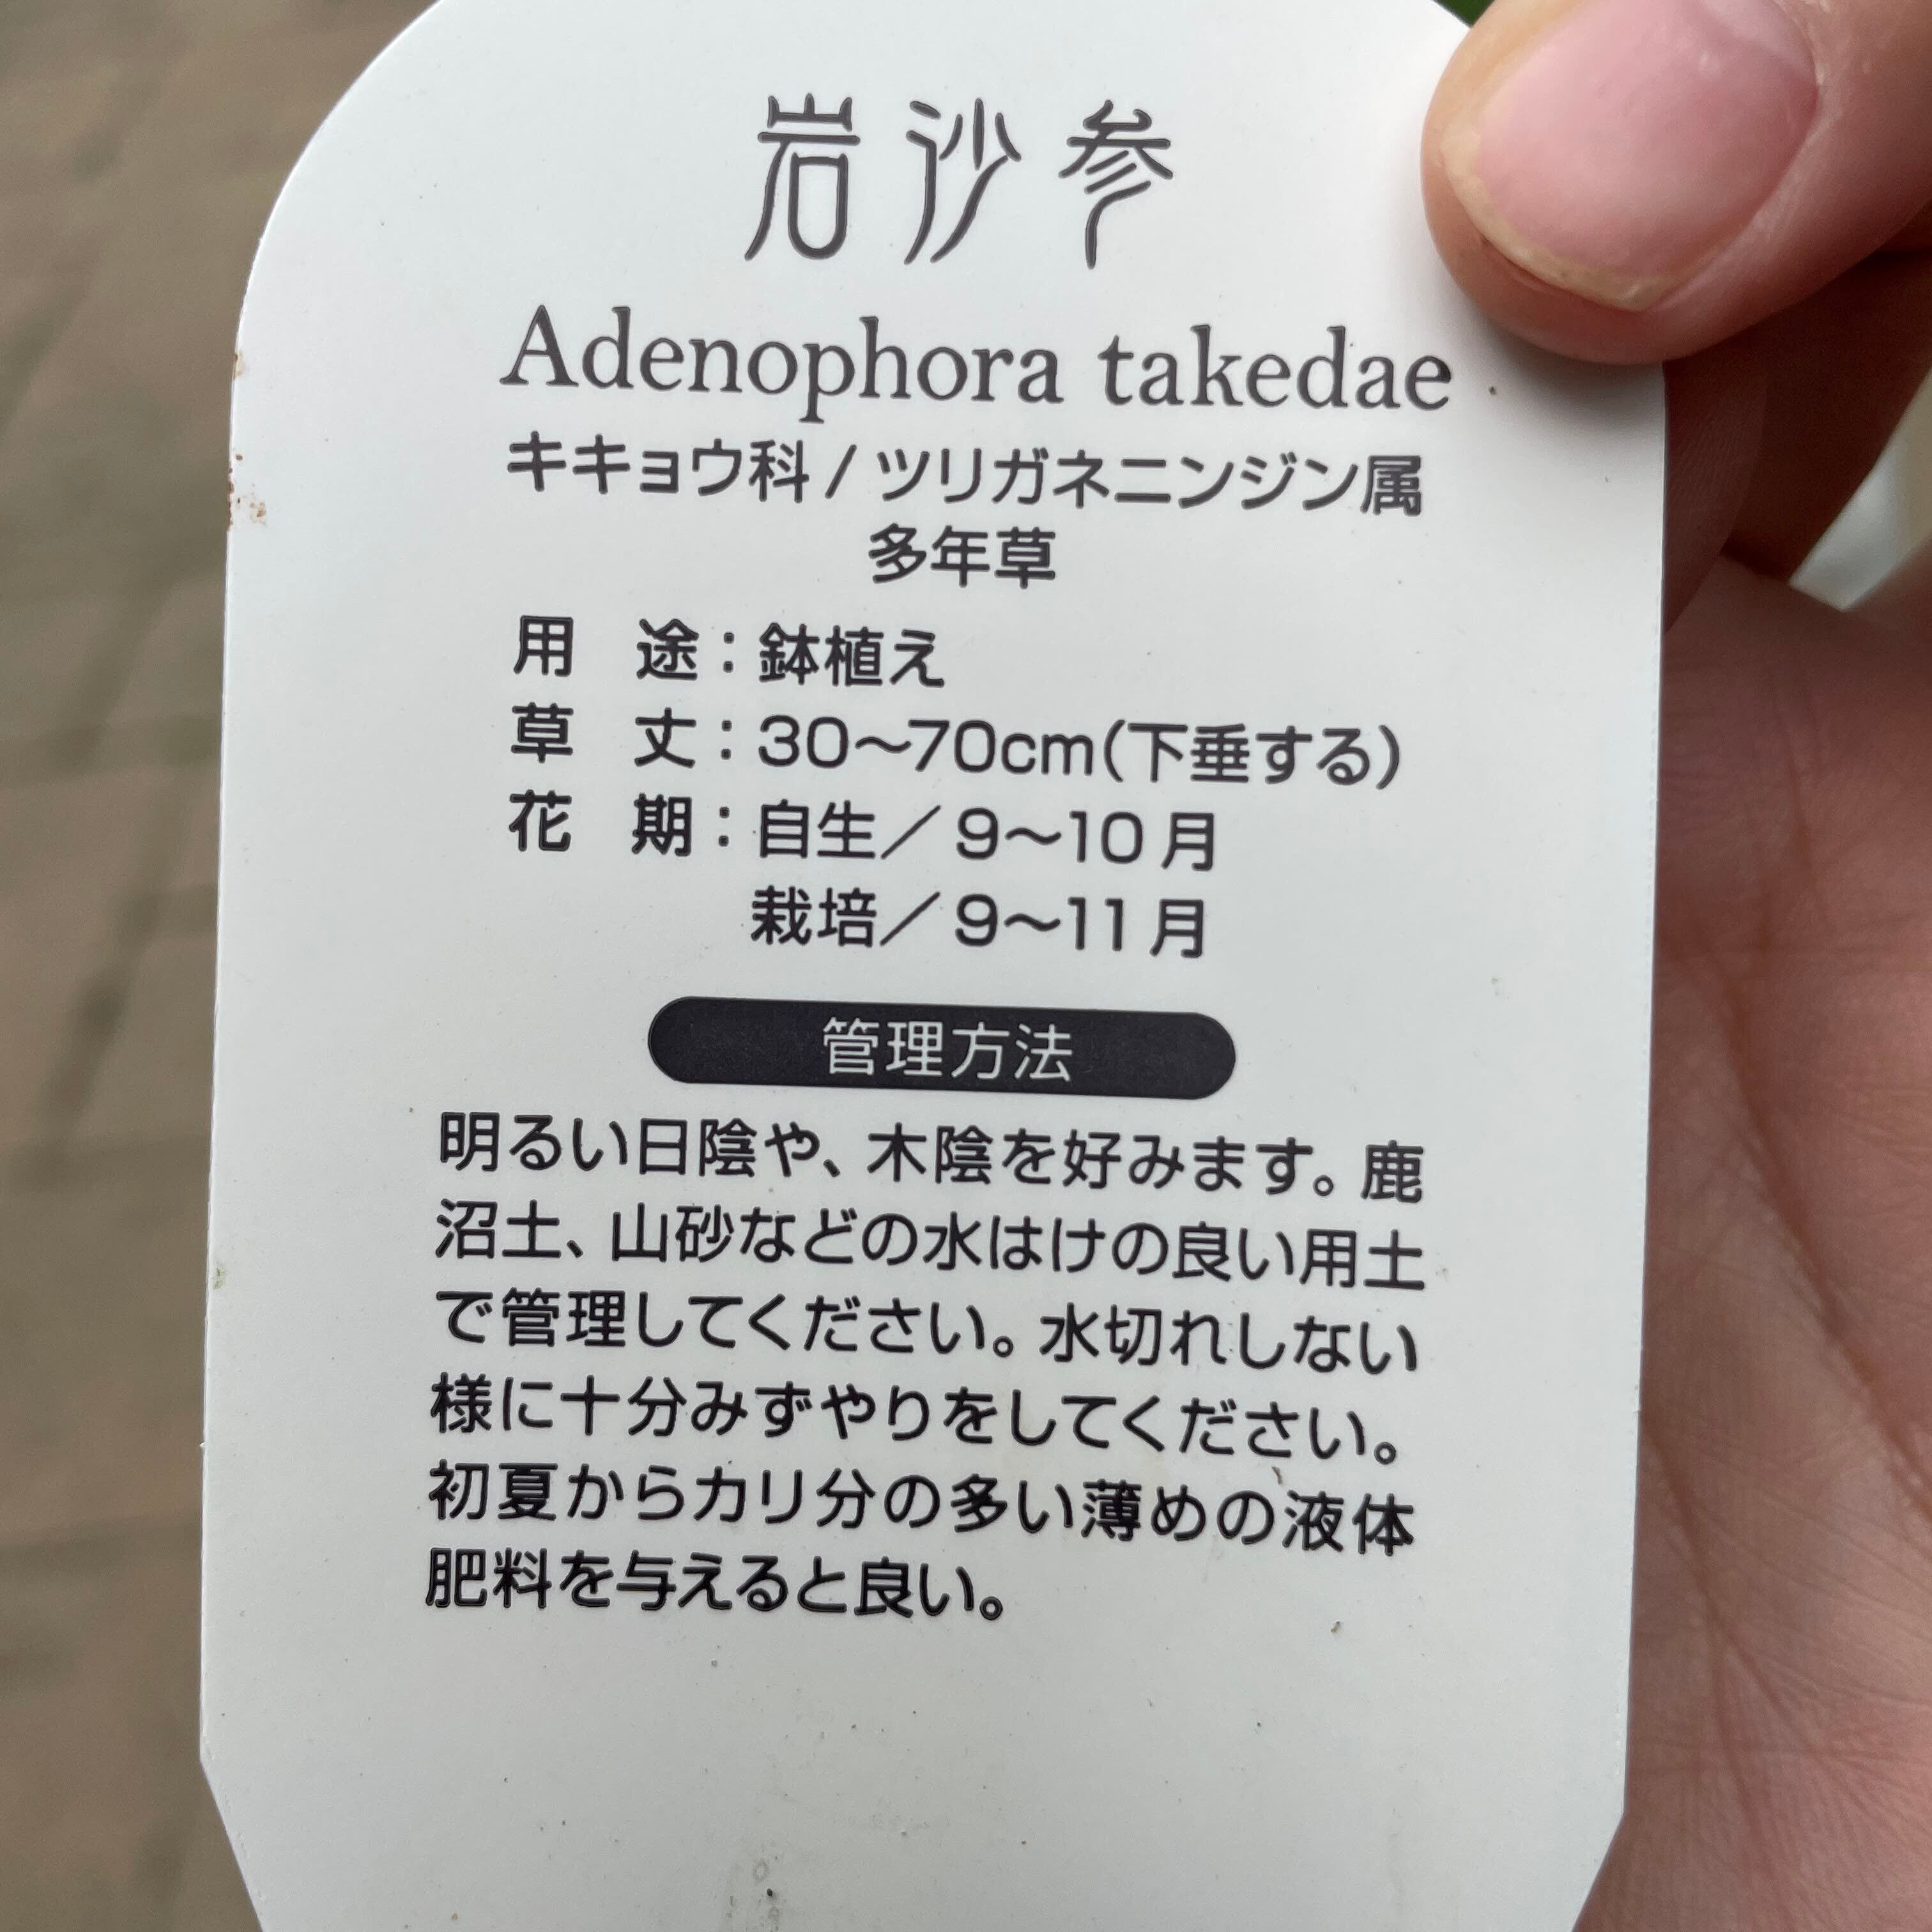 岩沙参
Adenophora takedae
キキョウ科/ツリガネニンジン属
多年草
用　途：鉢植え
草　丈：30～70cm(下垂する)
花　期：自生／9～10月
栽培／9～11月
管理方法
明るい日陰や、木陰を好みます。鹿
沼土、山砂などの水はけの良い用土
で管理してください。水切れしない
様に十分みずやりをしてください。
初夏からカリ分の多い薄めの液体
肥料を与えると良い。